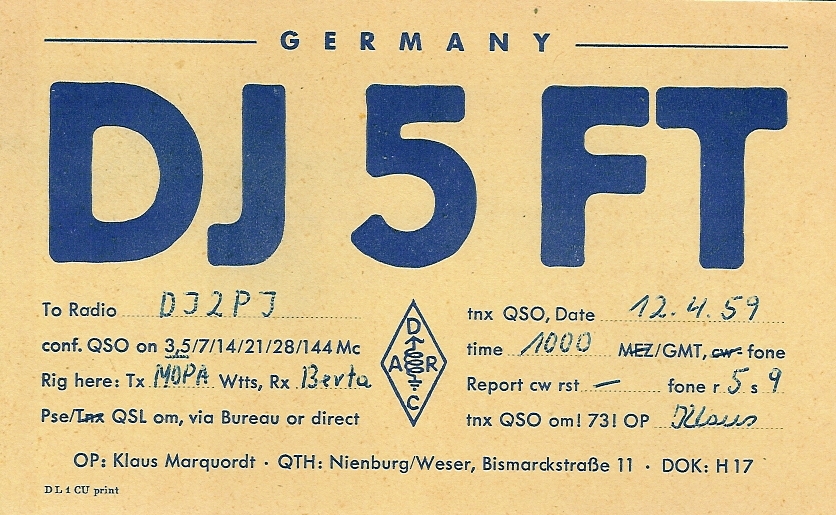 GERMANY
DJ 5 FT
To Radio DJ2PJ
conf. QSO on 3,5/7/14/21/28/144 Mc
Rig here: Tx MOPA Wtts, Rx Berta
Pse/Tnx QSL om, via Bureau or direct
DARC
tnx QSO, Date 12.4.59
time 1000 MEZ/GMT, cw- fone
Report cw rst — fone r 5 s 9
tnx QSO om! 73! OP Klaus
OP: Klaus Marquordt · QTH: Nienburg/Weser, Bismarckstraße 11 · DOK: H 17
DL1CU print